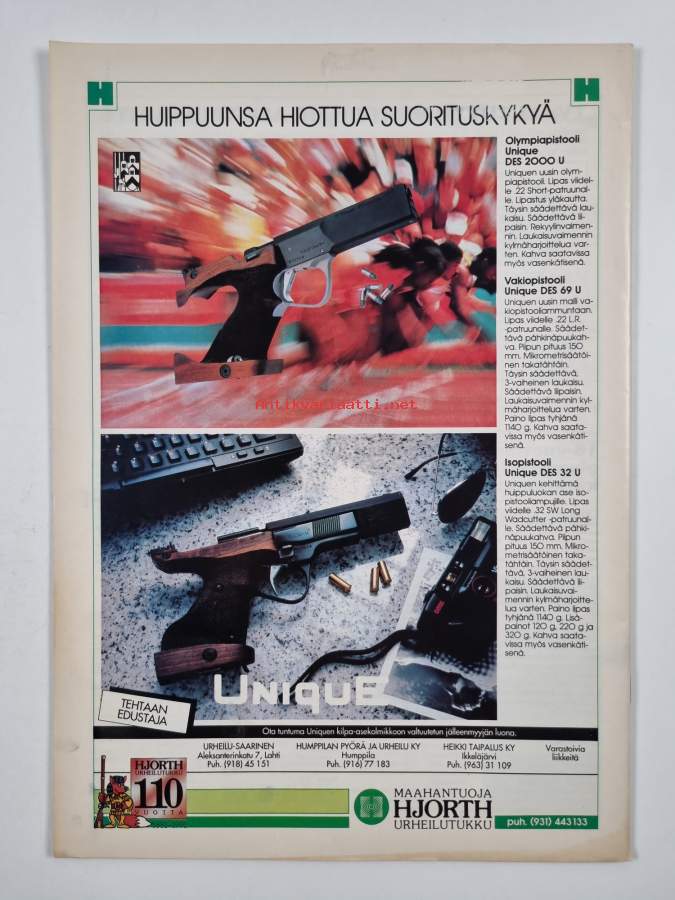 H
H
HUIPPUUNSA HIOTTUA SUORITUSKYKYÄ
Olympiapistooli
Unique
DES 2000 U
Uniquen uusin olym-
piapistooli. Lipas viidel-
le .22 Short-patruunal-
le. Lipastus yläkautta.
Täysin säädettävä lau-
kaisu. Säädettävä lii-
paisin. Rekyylinvaimen-
nin. Laukaisuvaimennin
kylmäharjoittelua var-
ten. Kahva saatavissa
myös vasenkätisenä.
Vakiopistooli
Unique DES 69 U
Uniquen uusin malli va-
kiopistooliammuntaan.
Lipas viidelle .22 L.R.
-patruunalle. Säädet-
tävä pähkinäpuukah-
va. Piipun pituus 150
mm. Mikrometrisäätöi-
nen takatähtäin.
Täysin säädettävä,
3-vaiheinen laukaisu.
Säädettävä liipaisin.
Laukaisuvaimennin kyl-
mäharjoittelua varten.
Paino lipas tyhjänä
1140 g. Kahva saata-
vissa myös vasenkäti-
senä.
Isopistooli
Unique DES 32 U
Uniquen kehittämä
huippuluokan ase iso-
pistooliampujille. Lipas
viidelle .32 SW Long
Wadcutter -patruunal-
le. Säädettävä pähki-
näpuukahva. Piipun
pituus 150 mm. Mikro-
metrisäätöinen taka-
tähtäin. Täysin säädet-
tävä, 3-vaiheinen lau-
kaisu. Säädettävä lii-
paisin. Laukaisuvai-
mennin kylmäharjoitte-
lua varten. Paino lipas
tyhjänä 1140 g. Lisä-
painot 120 g, 220 g ja
320 g. Kahva saata-
vissa myös vasenkäti-
senä.
Antikvariaatti.net
UNIQUE
TEHTAAN
EDUSTAJA
Ota tuntuma Uniquen kilpa-asekolmikkoon valtuutetun jälleenmyyjän luona.
URHEILU-SAARINEN
Aleksanterinkatu 7, Lahti
Puh. (918) 45 151
HUMPPILAN PYÖRÄ JA URHEILU KY
Humppila
Puh. (916) 77 183
HEIKKI TAIPALUS KY
Ikkeläjärvi
Puh. (963) 31 109
Varastoivia
liikkeitä
HJORTH
URHEILUTUKKU
110
VUOTTA
MAAHANTUOJA
HJORTH
URHEILUTUKKU
puh. (931) 443 133